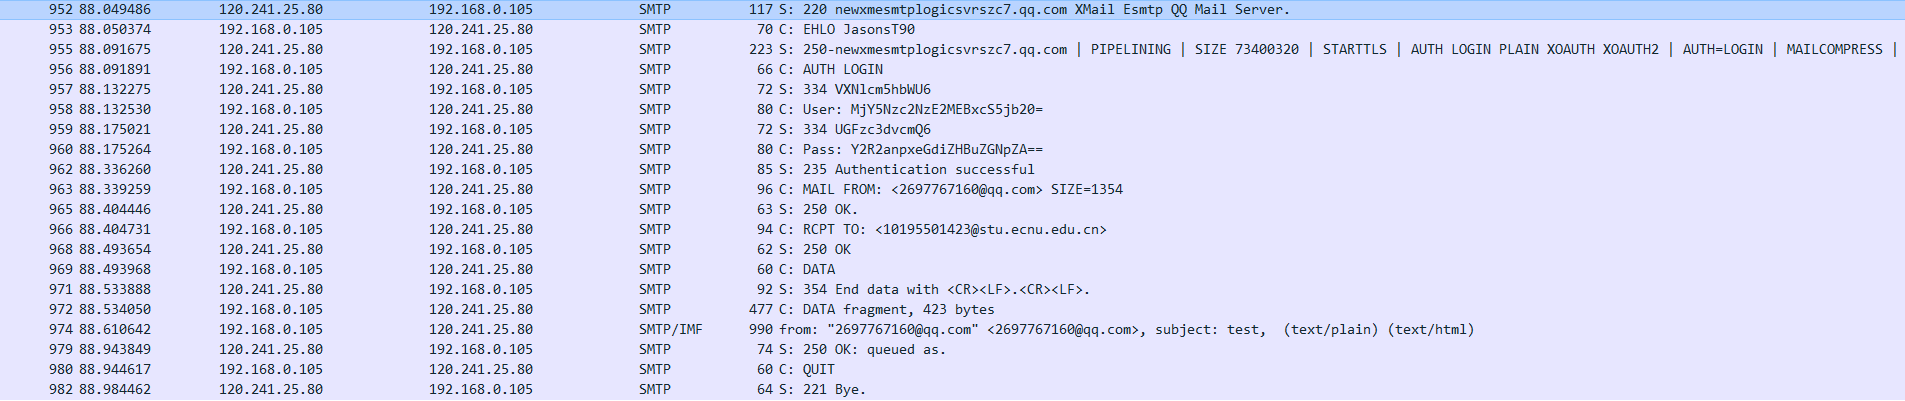 952 88.049486 120.241.25.80 192.168.0.105 SMTP 117 S: 220 newxmesmtplogicsvrszc7.qq.com XMail Esmtp QQ Mail Server.
953 88.050374 192.168.0.105 120.241.25.80 SMTP 70 C: EHLO JasonsT90
955 88.091675 120.241.25.80 192.168.0.105 SMTP 223 S: 250-newxmesmtplogicsvrszc7.qq.com | PIPELINING | SIZE 73400320 | STARTTLS | AUTH LOGIN PLAIN XOAUTH XOAUTH2 | AUTH=LOGIN | MAILCOMPRESS |
956 88.091891 192.168.0.105 120.241.25.80 SMTP 66 C: AUTH LOGIN
957 88.132275 120.241.25.80 192.168.0.105 SMTP 72 S: 334 VXNlcm5hbWU6
958 88.132530 192.168.0.105 120.241.25.80 SMTP 80 C: User: MjY5Nzc2NzE2MEBxcS5jb20=
959 88.175021 120.241.25.80 192.168.0.105 SMTP 72 S: 334 UGFzc3dvcmQ6
960 88.175264 192.168.0.105 120.241.25.80 SMTP 80 C: Pass: Y2R2anpxeGdiZHBuZGNpZA==
962 88.336260 120.241.25.80 192.168.0.105 SMTP 85 S: 235 Authentication successful
963 88.339259 192.168.0.105 120.241.25.80 SMTP 96 C: MAIL FROM: <2697767160@qq.com> SIZE=1354
965 88.404446 120.241.25.80 192.168.0.105 SMTP 63 S: 250 OK.
966 88.404731 192.168.0.105 120.241.25.80 SMTP 94 C: RCPT TO: <10195501423@stu.ecnu.edu.cn>
968 88.493654 120.241.25.80 192.168.0.105 SMTP 62 S: 250 OK
969 88.493968 192.168.0.105 120.241.25.80 SMTP 60 C: DATA
971 88.533888 120.241.25.80 192.168.0.105 SMTP 92 S: 354 End data with <CR><LF>.<CR><LF>.
972 88.534050 192.168.0.105 120.241.25.80 SMTP 477 C: DATA fragment, 423 bytes
974 88.610642 192.168.0.105 120.241.25.80 SMTP/IMF 990 from: "2697767160@qq.com" <2697767160@qq.com>, subject: test,  (text/plain) (text/html)
979 88.943849 120.241.25.80 192.168.0.105 SMTP 74 S: 250 OK: queued as.
980 88.944617 192.168.0.105 120.241.25.80 SMTP 60 C: QUIT
982 88.984462 120.241.25.80 192.168.0.105 SMTP 64 S: 221 Bye.